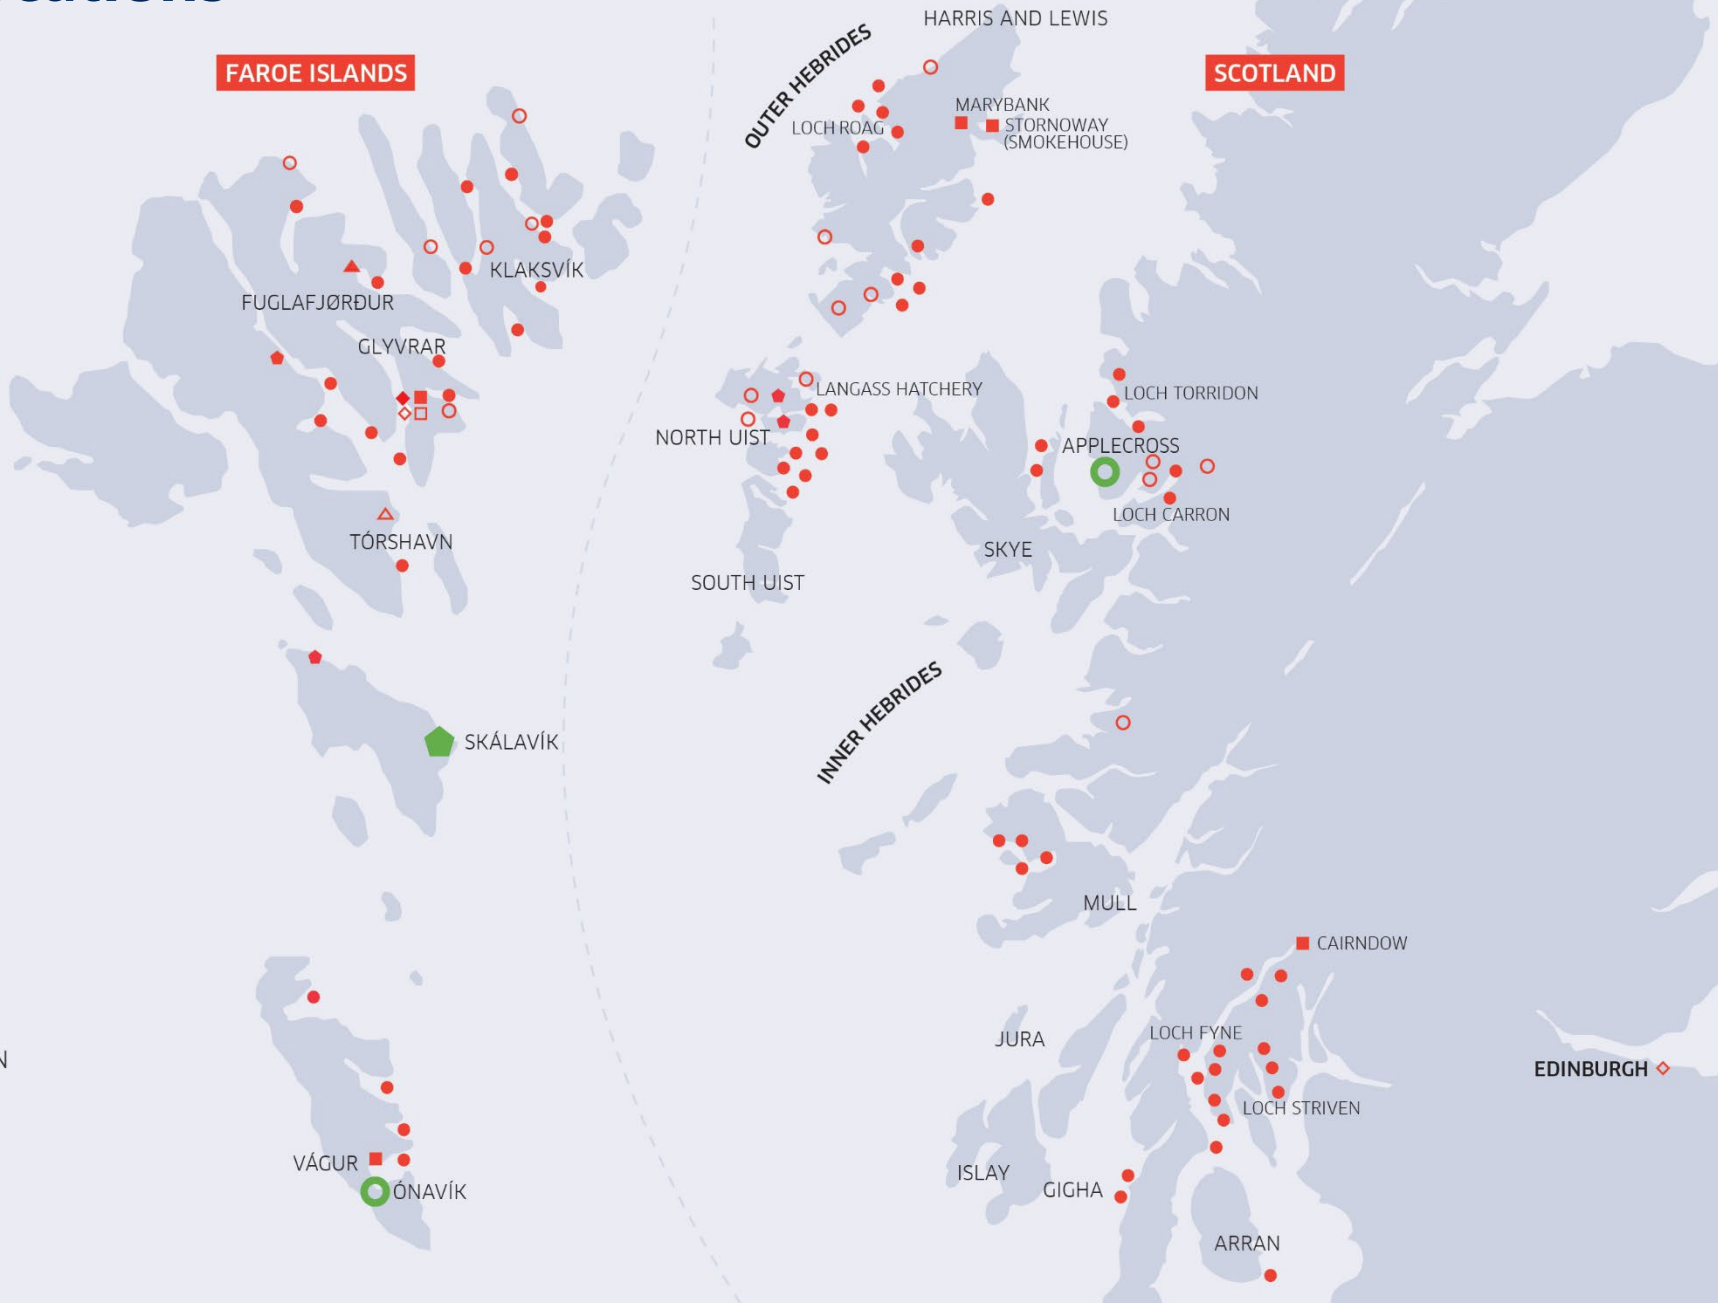 FAROE ISLANDS
KLAKSVÍK
FUGLAFJØRÐUR
GLYVRAR
TÓRSHAVN
SKÁLAVÍK
VÁGUR
ÓNAVÍK
N
HARRIS AND LEWIS
OUTER HEBRIDES
SCOTLAND
MARYBANK
LOCH ROAG
STORNOWAY
(SMOKEHOUSE)
LANGASS HATCHERY
LOCH TORRIDON
NORTH UIST
APPLECROSS
LOCH CARRON
SKYE
SOUTH UIST
INNER HEBRIDES
MULL
CAIRNDOW
JURA
LOCH FYNE
EDINBURGH
LOCH STRIVEN
ISLAY
GIGHA
ARRAN